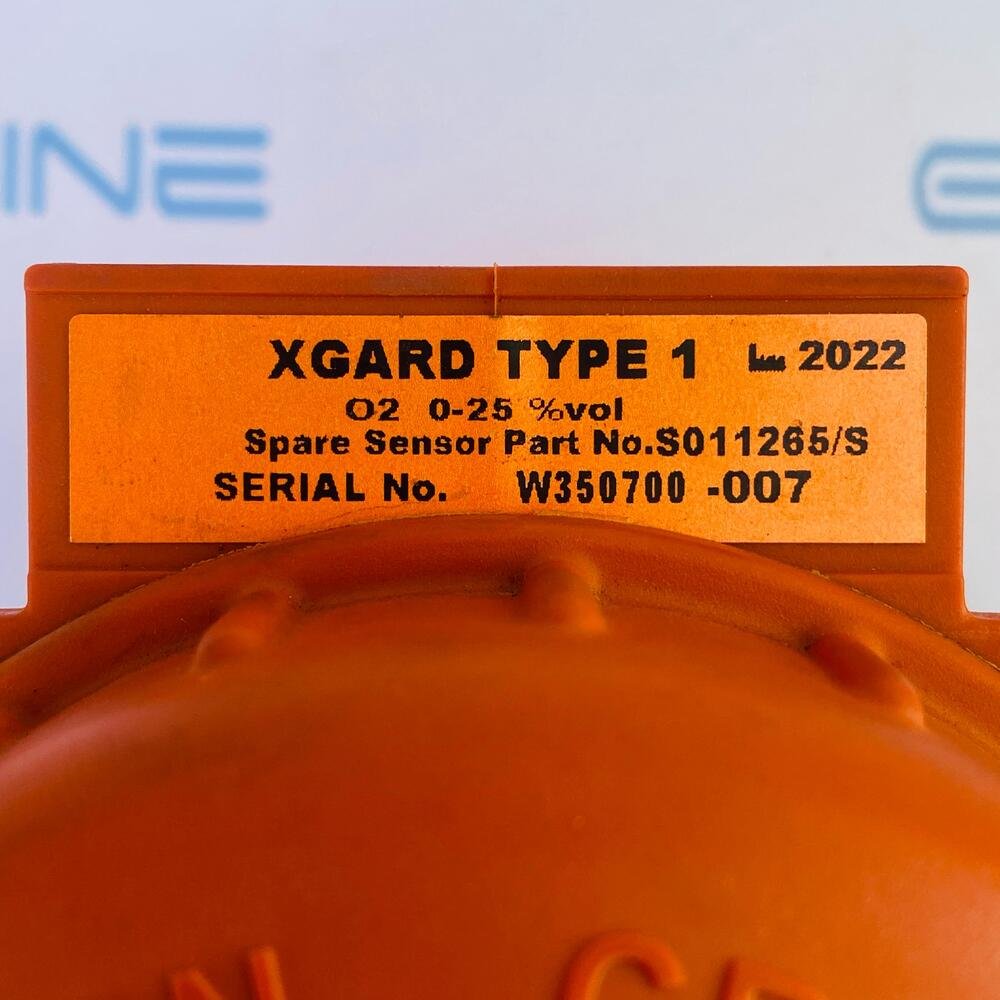 XGARD TYPE 1 2022
O2 0-25 %vol
Spare Sensor Part No.S011265/S
SERIAL No. W350700 -007